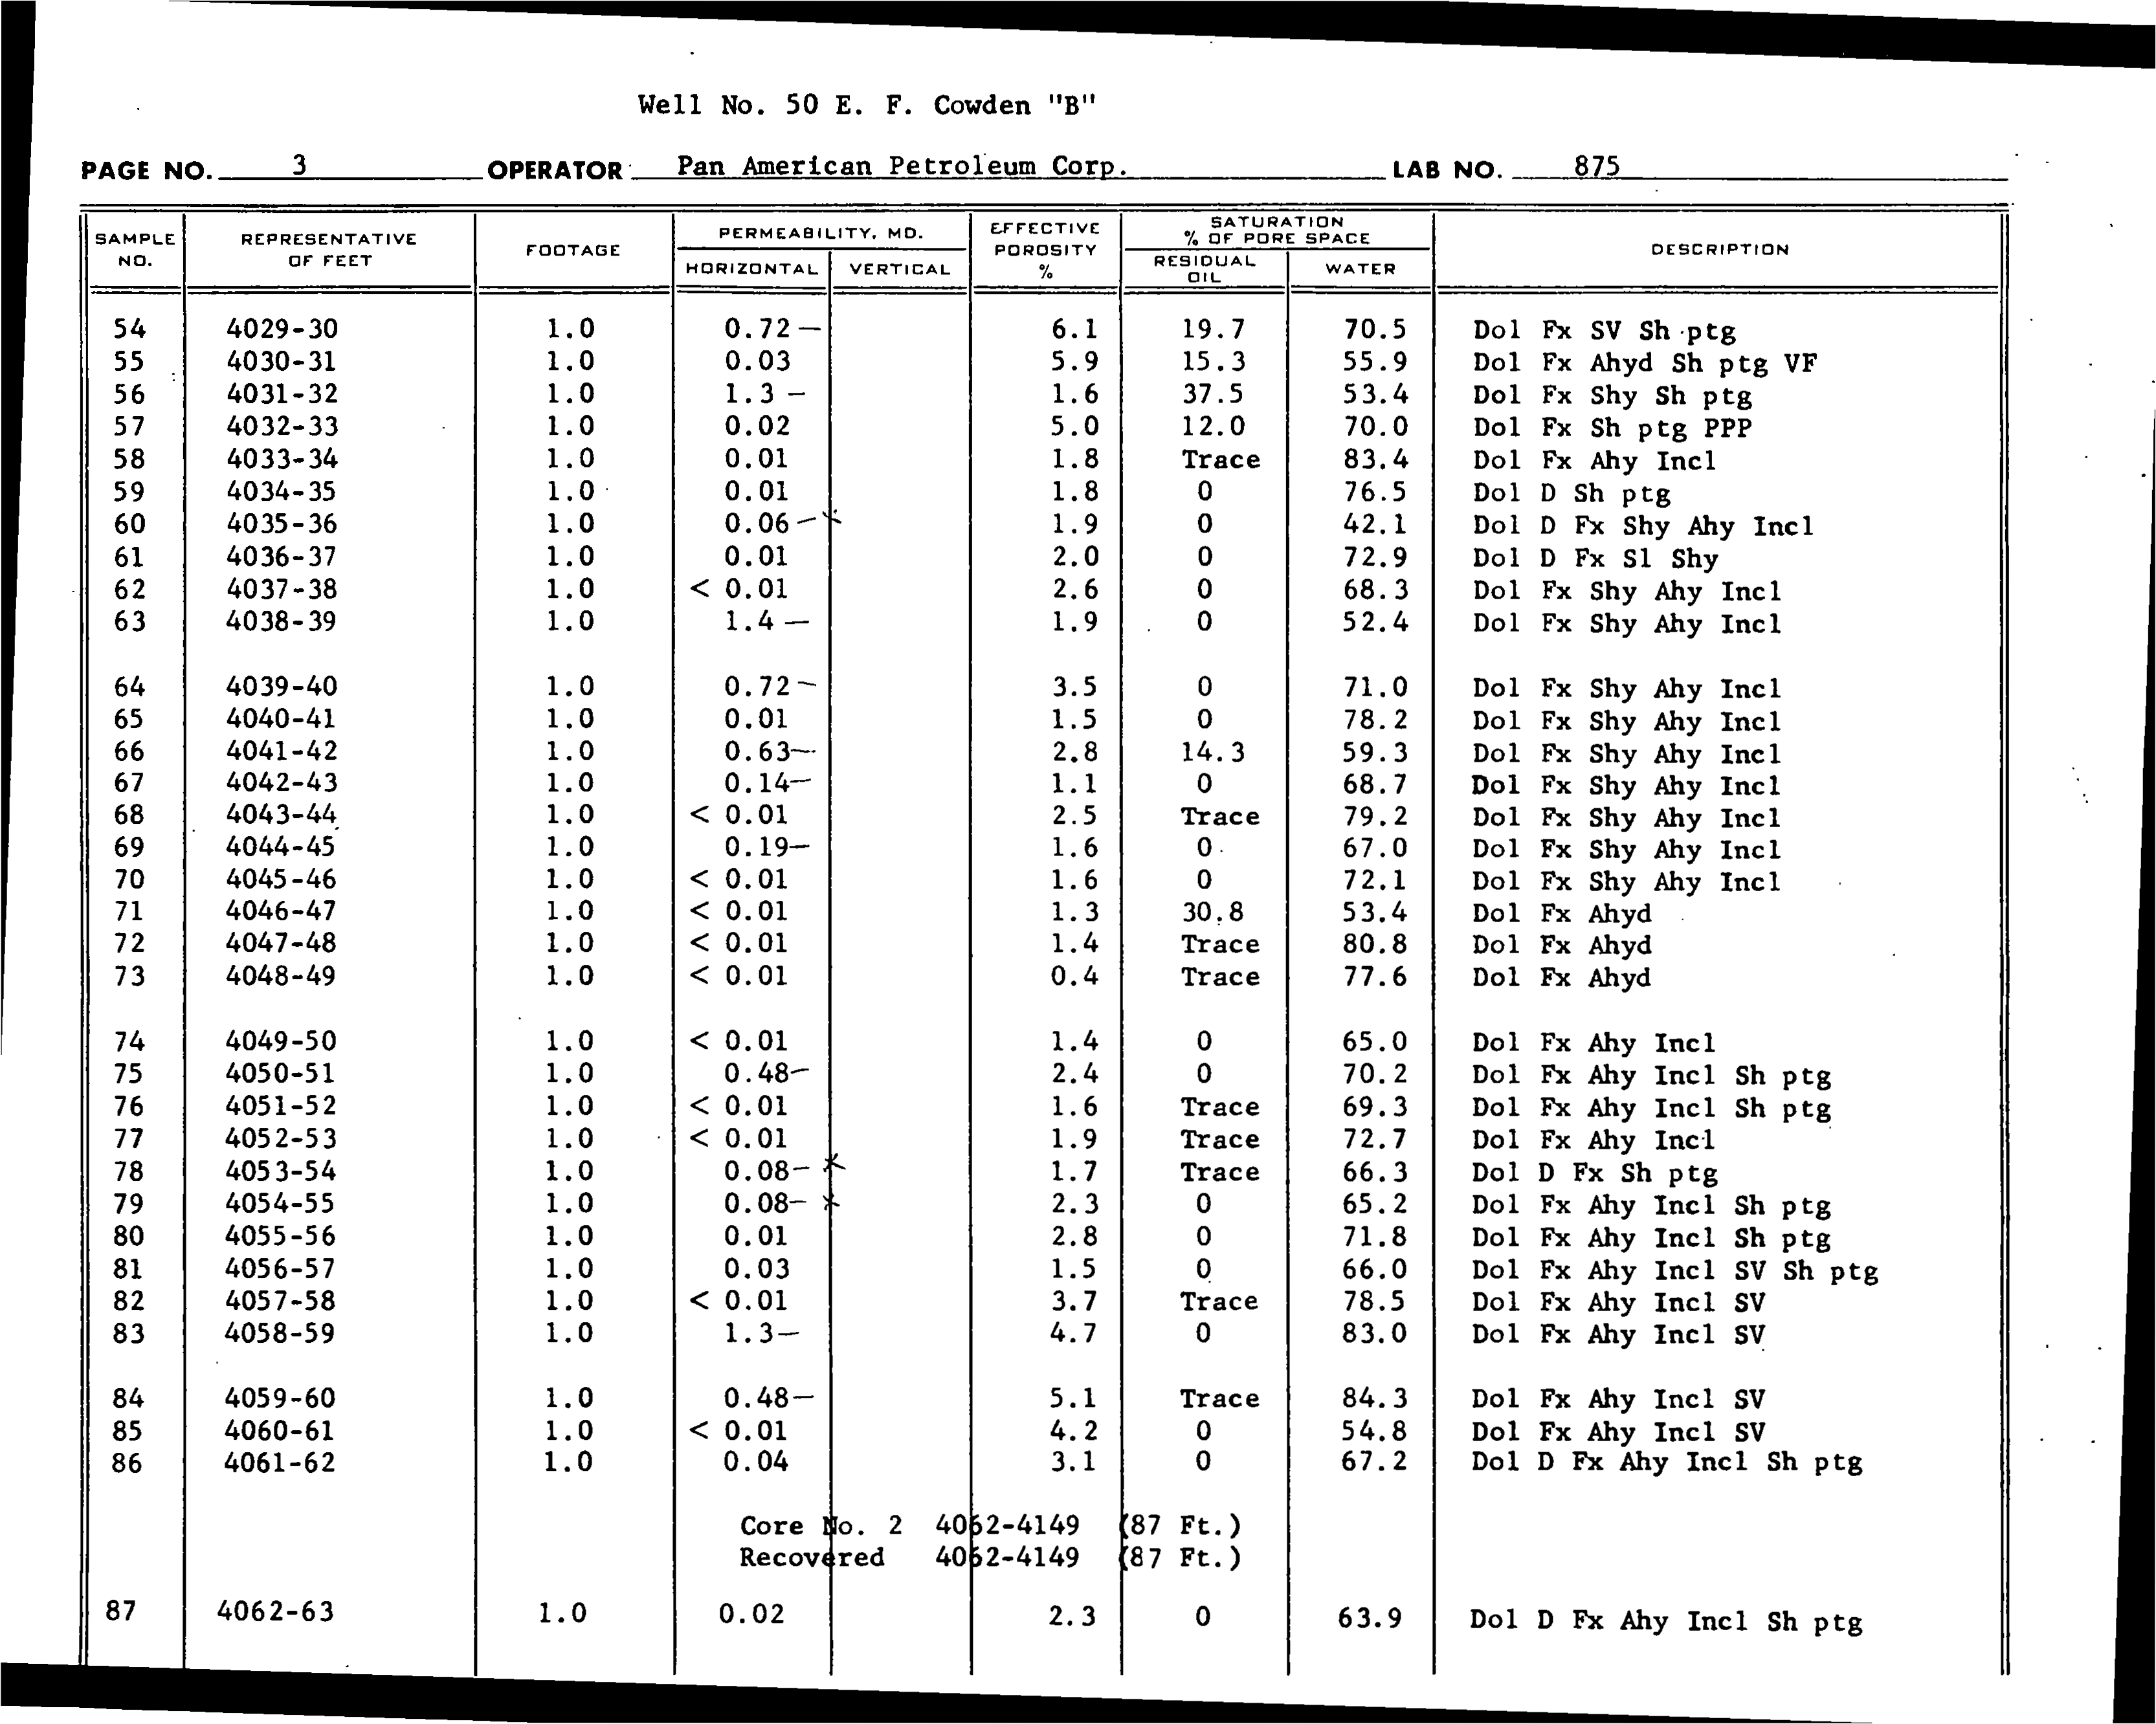 Well No. 50 E. F. Cowden "B"
PAGE NO. 3 OPERATOR Pan American Petroleum Corp. LAB NO. 875
SAMPLE NO. REPRESENTATIVE OF FEET FOOTAGE PERMEABILITY, MD. HORIZONTAL VERTICAL EFFECTIVE POROSITY % SATURATION % OF PORE SPACE RESIDUAL OIL WATER DESCRIPTION
54 4029-30 1.0 0.72 — 6.1 19.7 70.5 Dol Fx SV Sh ptg
55 4030-31 1.0 0.03 5.9 15.3 55.9 Dol Fx Ahyd Sh ptg VF
56 4031-32 1.0 1.3 — 1.6 37.5 53.4 Dol Fx Shy Sh ptg
57 4032-33 1.0 0.02 5.0 12.0 70.0 Dol Fx Sh ptg PPP
58 4033-34 1.0 0.01 1.8 Trace 83.4 Dol Fx Ahy Incl
59 4034-35 1.0 0.01 1.8 0 76.5 Dol D Sh ptg
60 4035-36 1.0 0.06 — x 1.9 0 42.1 Dol D Fx Shy Ahy Incl
61 4036-37 1.0 0.01 2.0 0 72.9 Dol D Fx Sl Shy
62 4037-38 1.0 < 0.01 2.6 0 68.3 Dol Fx Shy Ahy Incl
63 4038-39 1.0 1.4 — 1.9 0 52.4 Dol Fx Shy Ahy Incl
64 4039-40 1.0 0.72 — 3.5 0 71.0 Dol Fx Shy Ahy Incl
65 4040-41 1.0 0.01 1.5 0 78.2 Dol Fx Shy Ahy Incl
66 4041-42 1.0 0.63 — 2.8 14.3 59.3 Dol Fx Shy Ahy Incl
67 4042-43 1.0 0.14 — 1.1 0 68.7 Dol Fx Shy Ahy Incl
68 4043-44 1.0 < 0.01 2.5 Trace 79.2 Dol Fx Shy Ahy Incl
69 4044-45 1.0 0.19 — 1.6 0 67.0 Dol Fx Shy Ahy Incl
70 4045-46 1.0 < 0.01 1.6 0 72.1 Dol Fx Shy Ahy Incl
71 4046-47 1.0 < 0.01 1.3 30.8 53.4 Dol Fx Ahyd
72 4047-48 1.0 < 0.01 1.4 Trace 80.8 Dol Fx Ahyd
73 4048-49 1.0 < 0.01 0.4 Trace 77.6 Dol Fx Ahyd
74 4049-50 1.0 < 0.01 1.4 0 65.0 Dol Fx Ahy Incl
75 4050-51 1.0 0.48 — 2.4 0 70.2 Dol Fx Ahy Incl Sh ptg
76 4051-52 1.0 < 0.01 1.6 Trace 69.3 Dol Fx Ahy Incl Sh ptg
77 4052-53 1.0 < 0.01 1.9 Trace 72.7 Dol Fx Ahy Incl
78 4053-54 1.0 0.08 — x 1.7 Trace 66.3 Dol D Fx Sh ptg
79 4054-55 1.0 0.08 — x 2.3 0 65.2 Dol Fx Ahy Incl Sh ptg
80 4055-56 1.0 0.01 2.8 0 71.8 Dol Fx Ahy Incl Sh ptg
81 4056-57 1.0 0.03 1.5 0 66.0 Dol Fx Ahy Incl SV Sh ptg
82 4057-58 1.0 < 0.01 3.7 Trace 78.5 Dol Fx Ahy Incl SV
83 4058-59 1.0 1.3 — 4.7 0 83.0 Dol Fx Ahy Incl SV
84 4059-60 1.0 0.48 — 5.1 Trace 84.3 Dol Fx Ahy Incl SV
85 4060-61 1.0 < 0.01 4.2 0 54.8 Dol Fx Ahy Incl SV
86 4061-62 1.0 0.04 3.1 0 67.2 Dol D Fx Ahy Incl Sh ptg
Core No. 2 4062-4149 (87 Ft.)
Recovered 4062-4149 (87 Ft.)
87 4062-63 1.0 0.02 2.3 0 63.9 Dol D Fx Ahy Incl Sh ptg